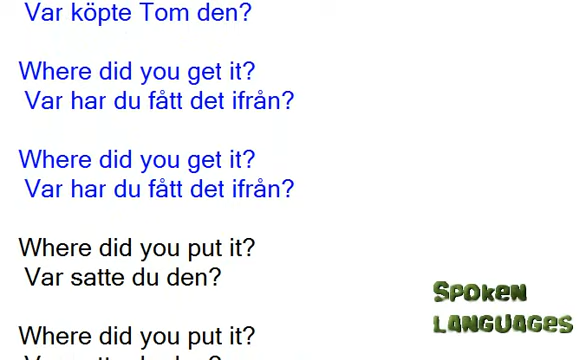 Var köpte Tom den?
Where did you get it?
Var har du fått det ifrån?
Where did you get it?
Var har du fått det ifrån?
Where did you put it?
Var satte du den?
Where did you put it?
SPOKEN
LANGUAGES